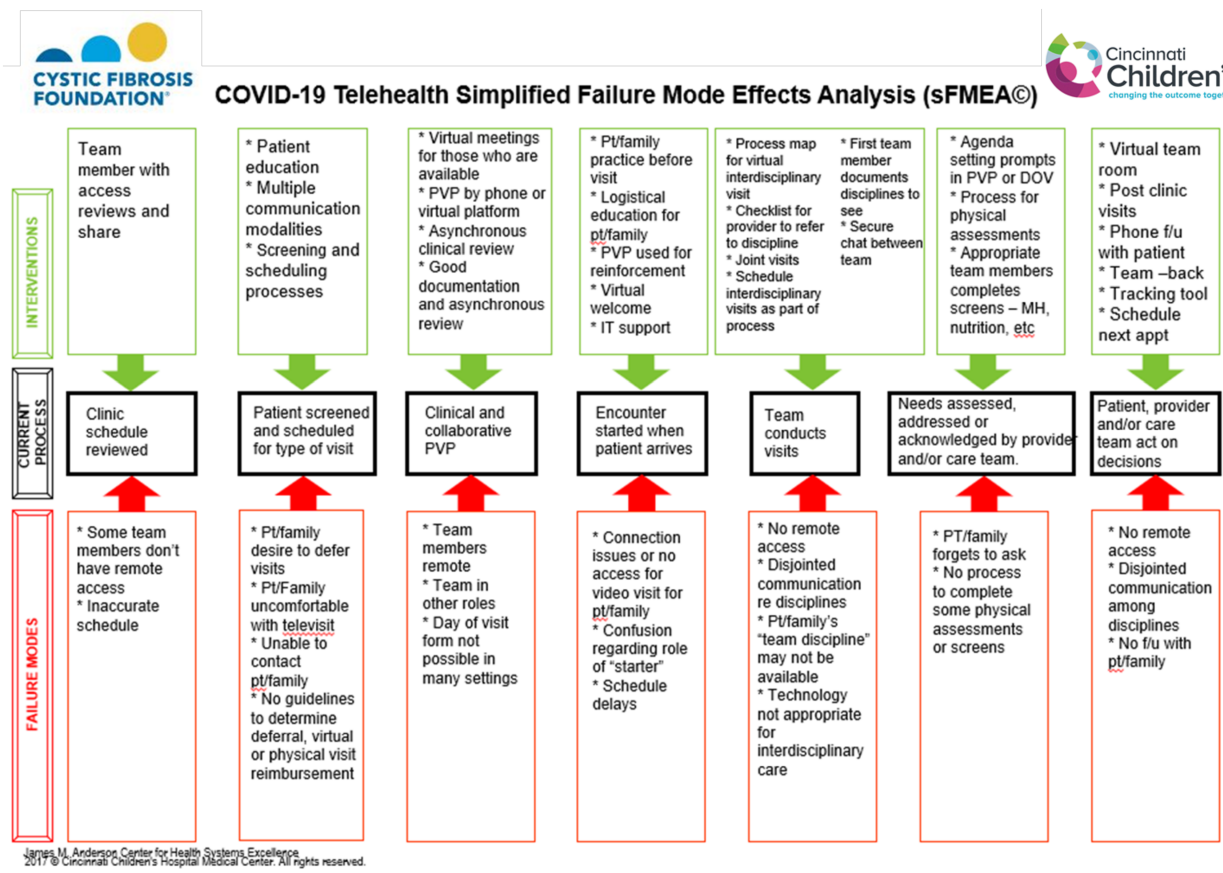 CYSTIC FIBROSIS
FOUNDATION®
Cincinnati
Children'
changing the outcome toget
COVID-19 Telehealth Simplified Failure Mode Effects Analysis (sFMEA©)
INTERVENTIONS
Team
member with
access
reviews and
share
* Patient
education
* Multiple
communication
modalities
* Screening and
scheduling
processes
* Virtual meetings
for those who are
available
* PVP by phone or
virtual platform
* Asynchronous
clinical review
* Good
documentation
and asynchronous
review
* Pt/family
practice before
visit
* Logistical
education for
pt/family
* PVP used for
reinforcement
* Virtual
welcome
* IT support
* Process map
for virtual
interdisciplinary
visit
* Checklist for
provider to refer
to discipline
* Joint visits
* Schedule
interdisciplinary
visits as part of
process
* First team
member
documents
disciplines to
see
* Secure
chat between
team
* Agenda
setting prompts
in PVP or DOV
* Process for
physical
assessments
* Appropriate
team members
completes
screens – MH,
nutrition, etc
* Virtual team
room
* Post clinic
visits
* Phone f/u
with patient
* Team –back
* Tracking tool
* Schedule
next appt
CURRENT
PROCESS
Clinic
schedule
reviewed
Patient screened
and scheduled
for type of visit
Clinical and
collaborative
PVP
Encounter
started when
patient arrives
Team
conducts
visits
Needs assessed,
addressed or
acknowledged by provider
and/or care team.
Patient, provider
and/or care
team act on
decisions
FAILURE MODES
* Some team
members don't
have remote
access
* Inaccurate
schedule
* Pt/family
desire to defer
visits
* Pt/Family
uncomfortable
with televisit
* Unable to
contact
pt/family
* No guidelines
to determine
deferral, virtual
or physical visit
reimbursement
* Team
members
remote
* Team in
other roles
* Day of visit
form not
possible in
many settings
* Connection
issues or no
access for
video visit for
pt/family
* Confusion
regarding role
of “starter”
* Schedule
delays
* No remote
access
* Disjointed
communication
re disciplines
* Pt/family's
“team discipline”
may not be
available
* Technology
not appropriate
for
interdisciplinary
care
* PT/family
forgets to ask
* No process
to complete
some physical
assessments
or screens
* No remote
access
* Disjointed
communication
among
disciplines
* No f/u with
pt/family
James M. Anderson Center for Health Systems Excellence
2017 © Cincinnati Children's Hospital Medical Center. All rights reserved.